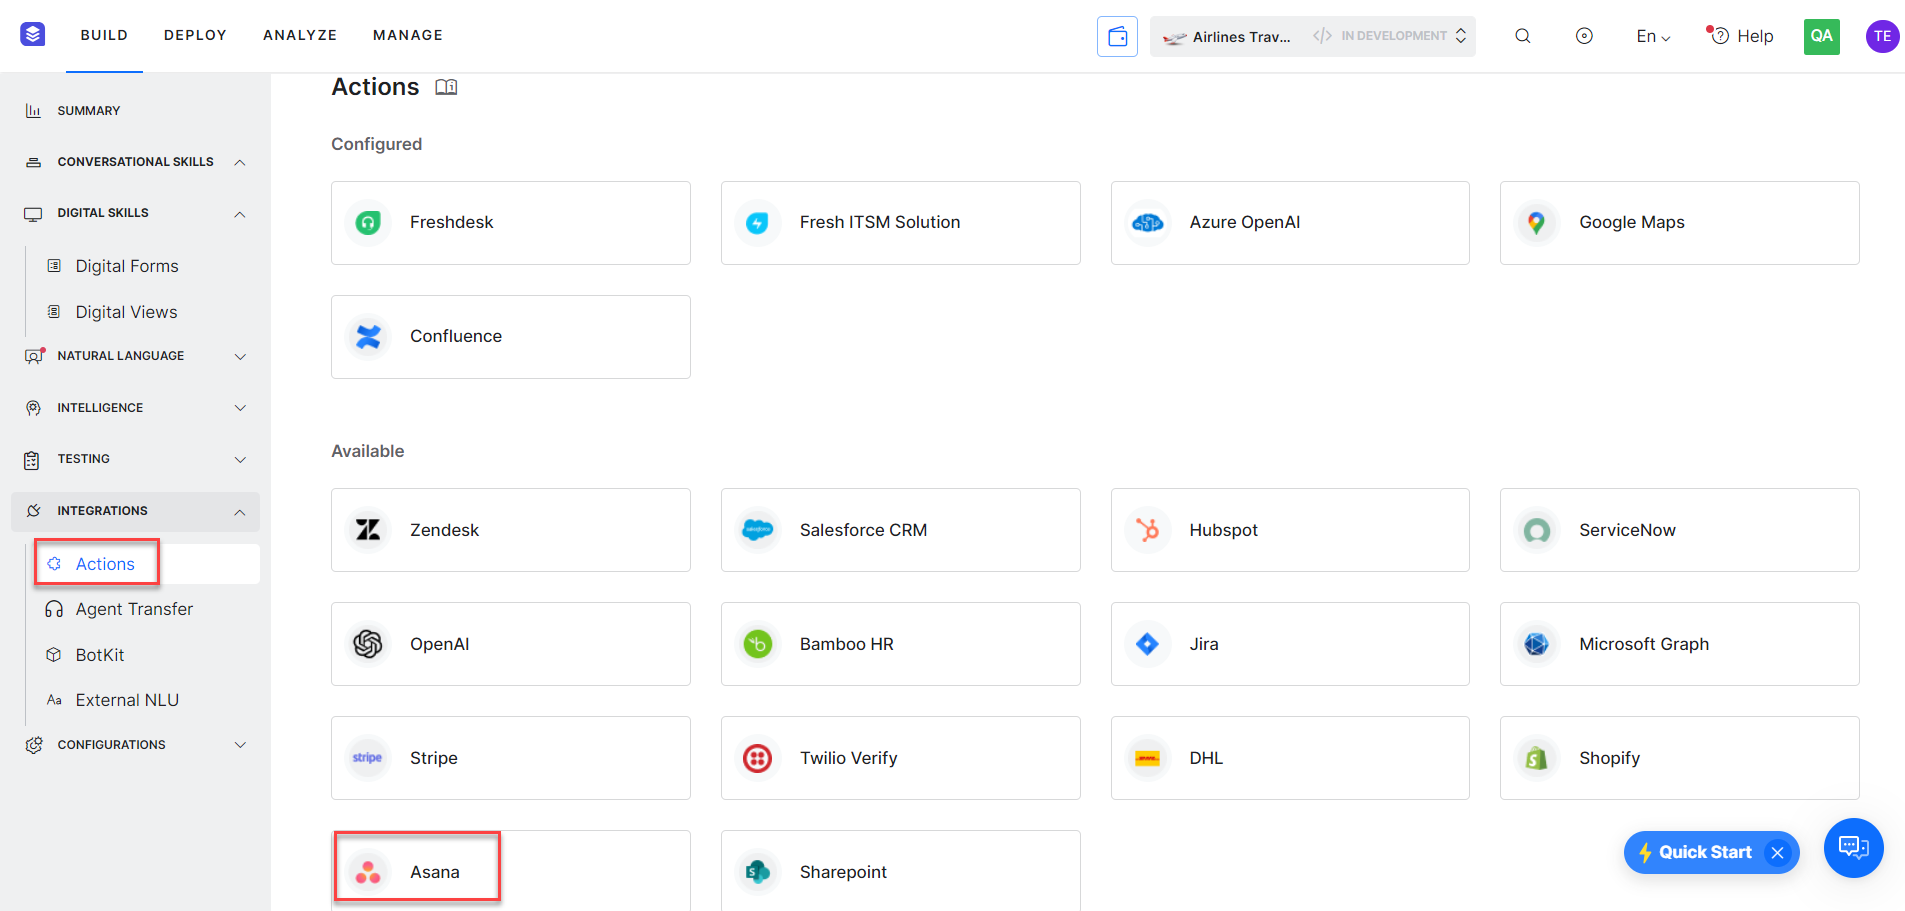 BUILD DEPLOY ANALYZE MANAGE
Airlines Trav... </> IN DEVELOPMENT
En
Help
QA
TE
SUMMARY
CONVERSATIONAL SKILLS
DIGITAL SKILLS
Digital Forms
Digital Views
NATURAL LANGUAGE
INTELLIGENCE
TESTING
INTEGRATIONS
Actions
Agent Transfer
BotKit
Aa External NLU
CONFIGURATIONS
Actions
Configured
Freshdesk
Fresh ITSM Solution
Azure OpenAI
Google Maps
Confluence
Available
Zendesk
salesforce Salesforce CRM
Hubspot
ServiceNow
OpenAI
Bamboo HR
Jira
Microsoft Graph
stripe Stripe
Twilio Verify
DHL
Shopify
Asana
Sharepoint
Quick Start